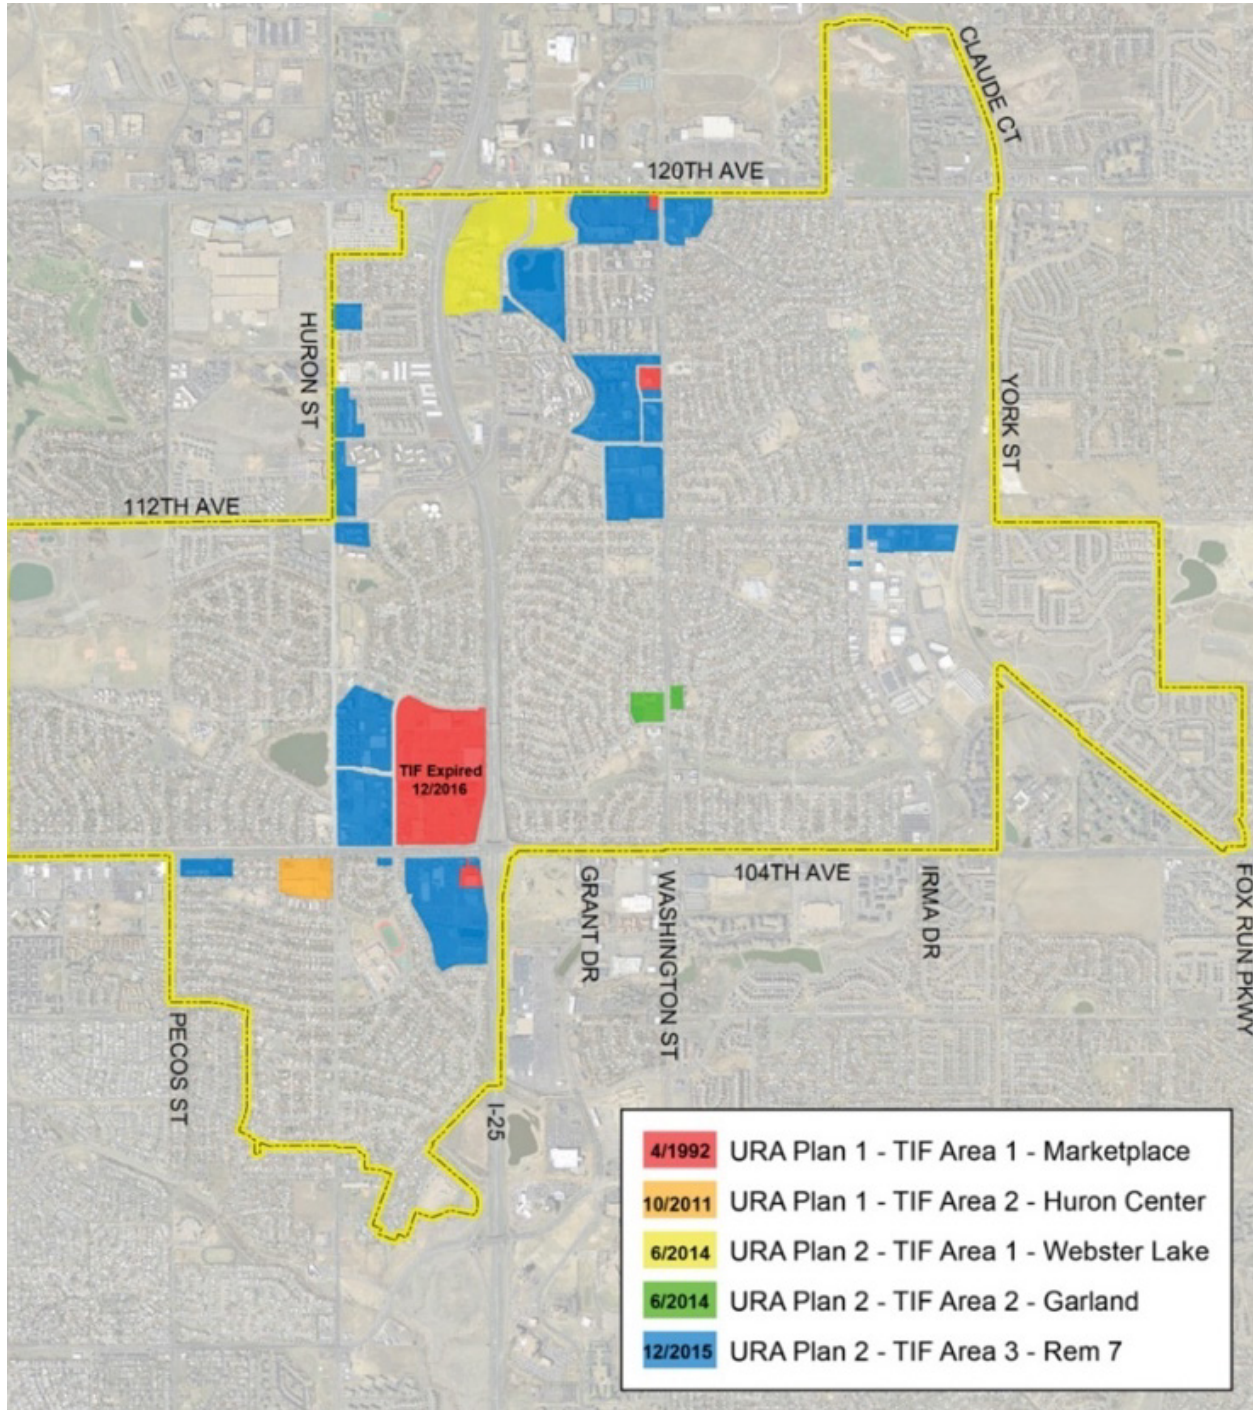 CLAUDE CT
120TH AVE
HURON ST
YORK ST
112TH AVE
TIF Expired
12/2016
104TH AVE
GRANT DR
WASHINGTON ST
IRMA DR
FOX RUN PKWY
PECOS ST
I-25
4/1992 URA Plan 1 - TIF Area 1 - Marketplace
10/2011 URA Plan 1 - TIF Area 2 - Huron Center
6/2014 URA Plan 2 - TIF Area 1 - Webster Lake
6/2014 URA Plan 2 - TIF Area 2 - Garland
12/2015 URA Plan 2 - TIF Area 3 - Rem 7